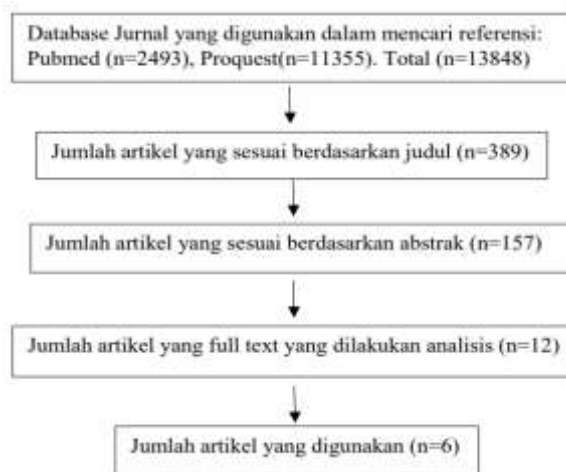 Database Jurnal yang digunakan dalam mencari referensi:
Pubmed (n=2493), Proquest(n=11355). Total (n=13848)
Jumlah artikel yang sesuai berdasarkan judul (n=389)
Jumlah artikel yang sesuai berdasarkan abstrak (n=157)
Jumlah artikel yang full text yang dilakukan analisis (n=12)
Jumlah artikel yang digunakan (n=6)